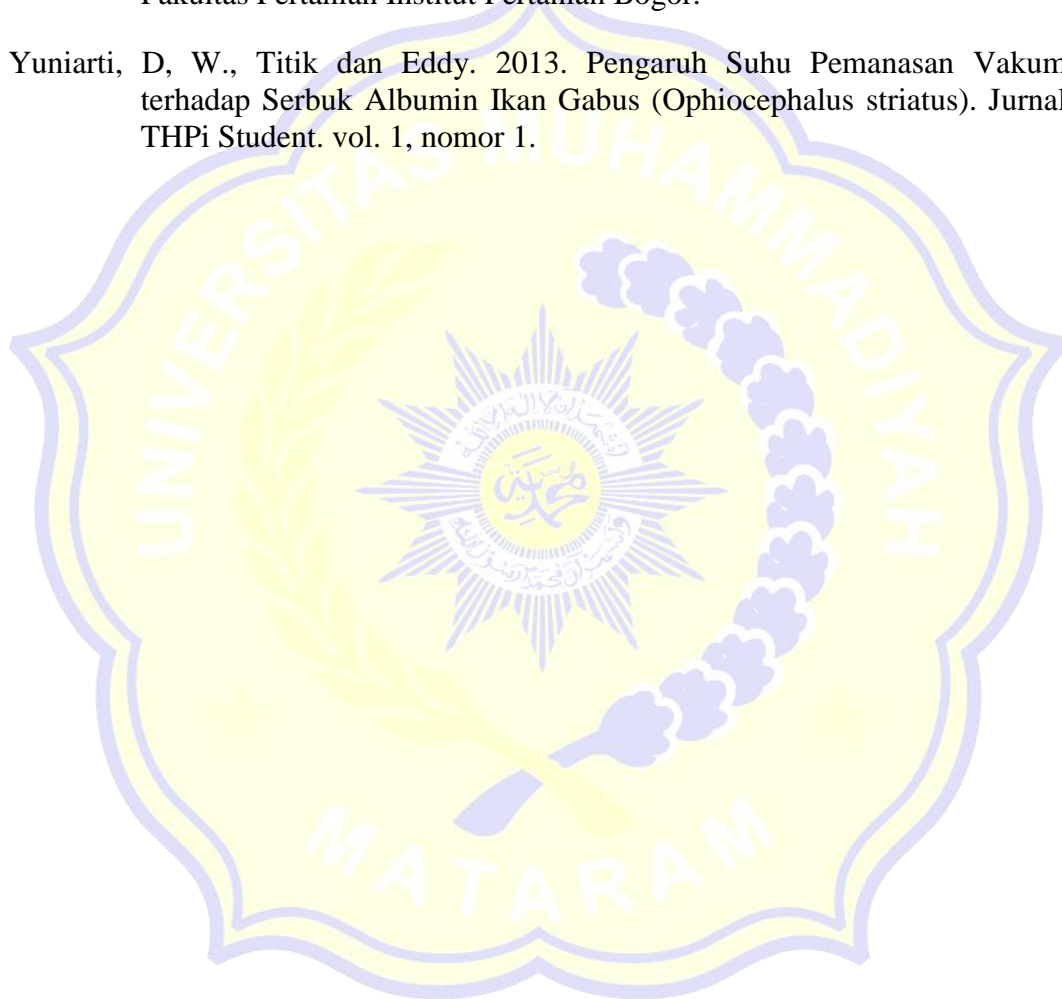 Fakultas Pertanian Institut Pertanian Bogor.
Yuniarti, D, W., Titik dan Eddy. 2013. Pengaruh Suhu Pemanasan Vakum
terhadap Serbuk Albumin Ikan Gabus (Ophiocephalus striatus). Jurnal
THPi Student. vol. 1, nomor 1.
UNIVERSITAS MUHAMMADIYAH
MATARAM